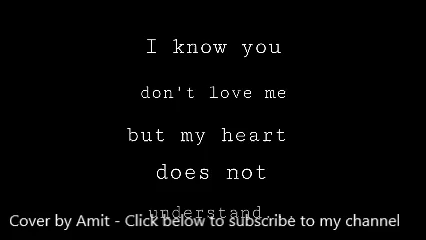 I know you
don't love me
but my heart
does not
understand...
Cover by Amit - Click below to subscribe to my channel